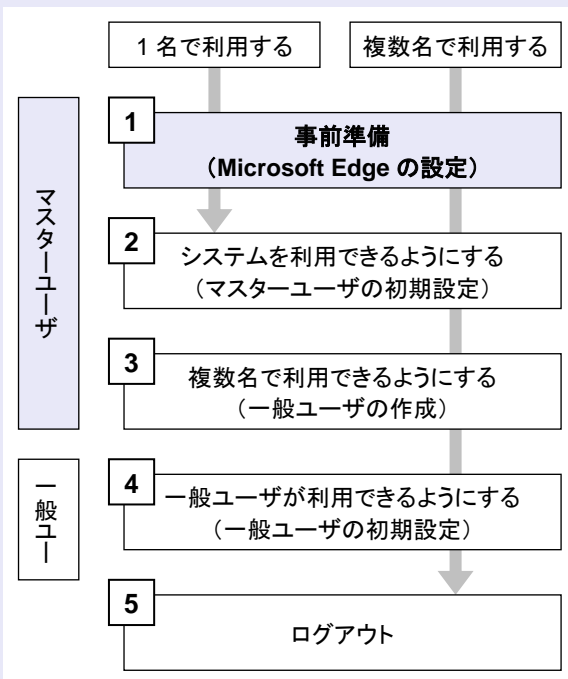 1 名で利用する
複数名で利用する
マスターユーザ
1
事前準備
（Microsoft Edge の設定）
2
システムを利用できるようにする
（マスターユーザの初期設定）
3
複数名で利用できるようにする
（一般ユーザの作成）
一般ユー
4
一般ユーザが利用できるようにする
（一般ユーザの初期設定）
5
ログアウト